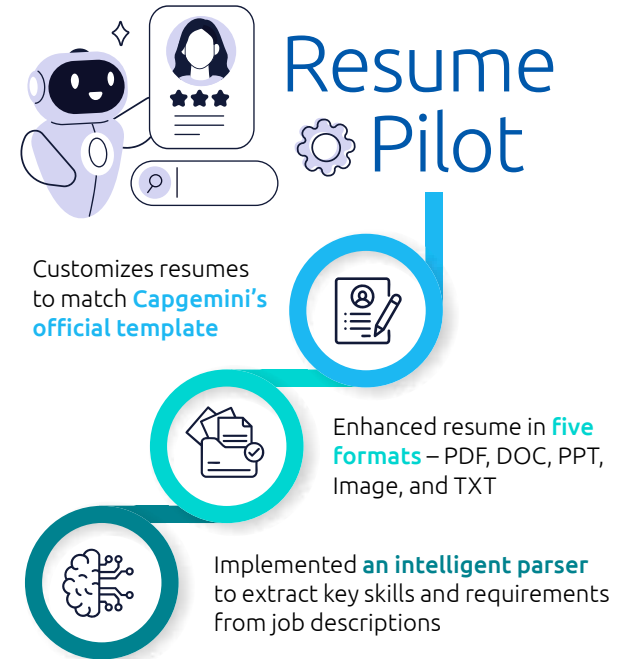 Resume
Pilot
Customizes resumes
to match Capgemini's
official template
Enhanced resume in five
formats – PDF, DOC, PPT,
Image, and TXT
Implemented an intelligent parser
to extract key skills and requirements
from job descriptions